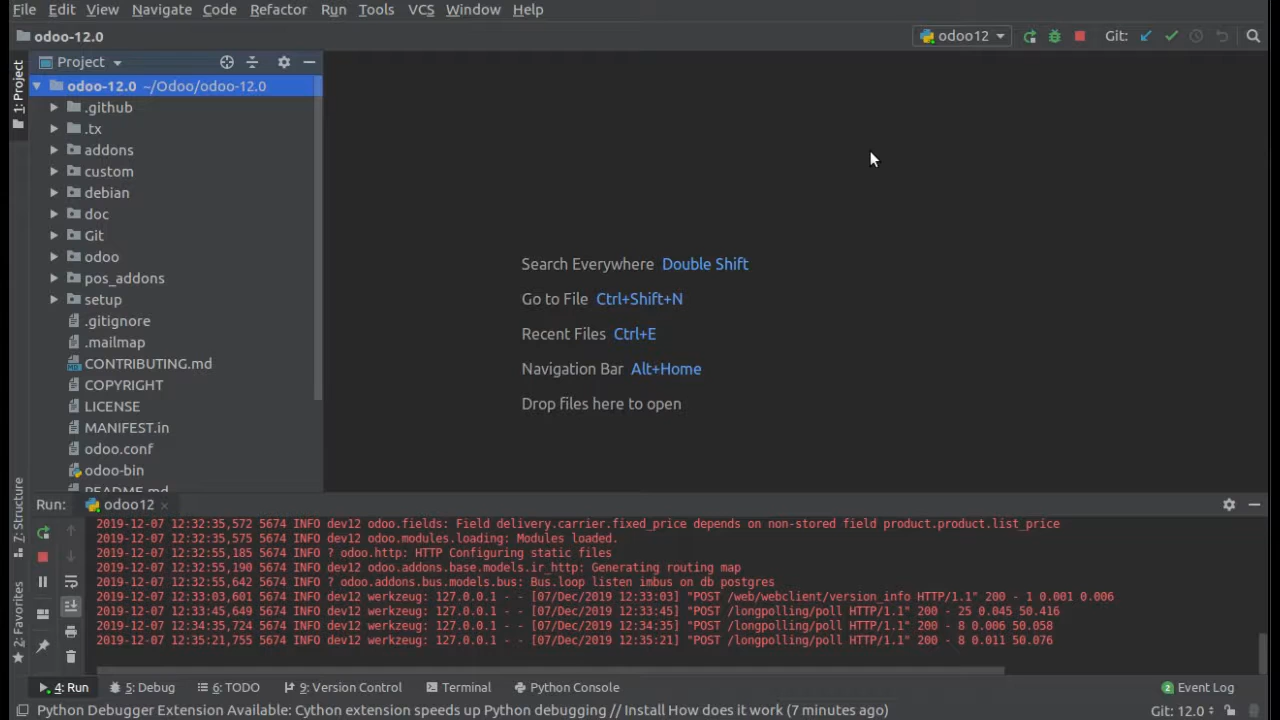 File Edit View Navigate Code Refactor Run Tools VCS Window Help
odoo-12.0 odoo12 Git:
1: Project
Project
odoo-12.0 ~/Odoo/odoo-12.0
.github
.tx
addons
custom
debian
doc
Git
odoo
pos_addons
setup
.gitignore
.mailmap
CONTRIBUTING.md
COPYRIGHT
LICENSE
MANIFEST.in
odoo.conf
odoo-bin
README.md
Search Everywhere Double Shift
Go to File Ctrl+Shift+N
Recent Files Ctrl+E
Navigation Bar Alt+Home
Drop files here to open
7: Structure
2: Favorites
Run: odoo12
2019-12-07 12:32:35,572 5674 INFO dev12 odoo.fields: Field delivery.carrier.fixed_price depends on non-stored field product.product.list_price
2019-12-07 12:32:35,575 5674 INFO dev12 odoo.modules.loading: Modules loaded.
2019-12-07 12:32:55,185 5674 INFO ? odoo.http: HTTP Configuring static files
2019-12-07 12:32:55,190 5674 INFO dev12 odoo.addons.base.models.ir_http: Generating routing map
2019-12-07 12:32:55,642 5674 INFO ? odoo.addons.bus.models.bus: Bus.loop listen imbus on db postgres
2019-12-07 12:33:03,601 5674 INFO dev12 werkzeug: 127.0.0.1 - - [07/Dec/2019 12:33:03] "POST /web/webclient/version_info HTTP/1.1" 200 - 1 0.001 0.006
2019-12-07 12:33:45,649 5674 INFO dev12 werkzeug: 127.0.0.1 - - [07/Dec/2019 12:33:45] "POST /longpolling/poll HTTP/1.1" 200 - 25 0.045 50.416
2019-12-07 12:34:35,724 5674 INFO dev12 werkzeug: 127.0.0.1 - - [07/Dec/2019 12:34:35] "POST /longpolling/poll HTTP/1.1" 200 - 8 0.006 50.058
2019-12-07 12:35:21,755 5674 INFO dev12 werkzeug: 127.0.0.1 - - [07/Dec/2019 12:35:21] "POST /longpolling/poll HTTP/1.1" 200 - 8 0.011 50.076
4: Run 5: Debug 6: TODO 9: Version Control Terminal Python Console 2 Event Log
Python Debugger Extension Available: Cython extension speeds up Python debugging // Install How does it work (7 minutes ago) Git: 12.0